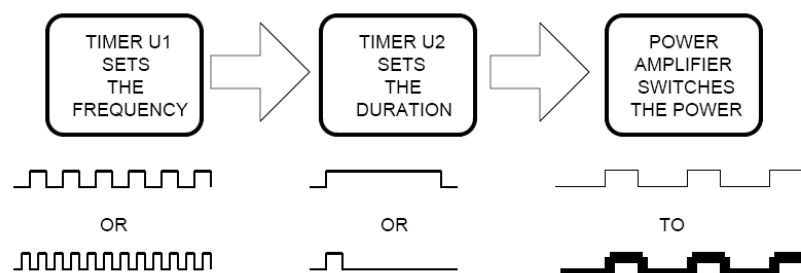 TIMER U1
SETS
THE
FREQUENCY
TIMER U2
SETS
THE
DURATION
POWER
AMPLIFIER
SWITCHES
THE POWER
OR
OR
TO